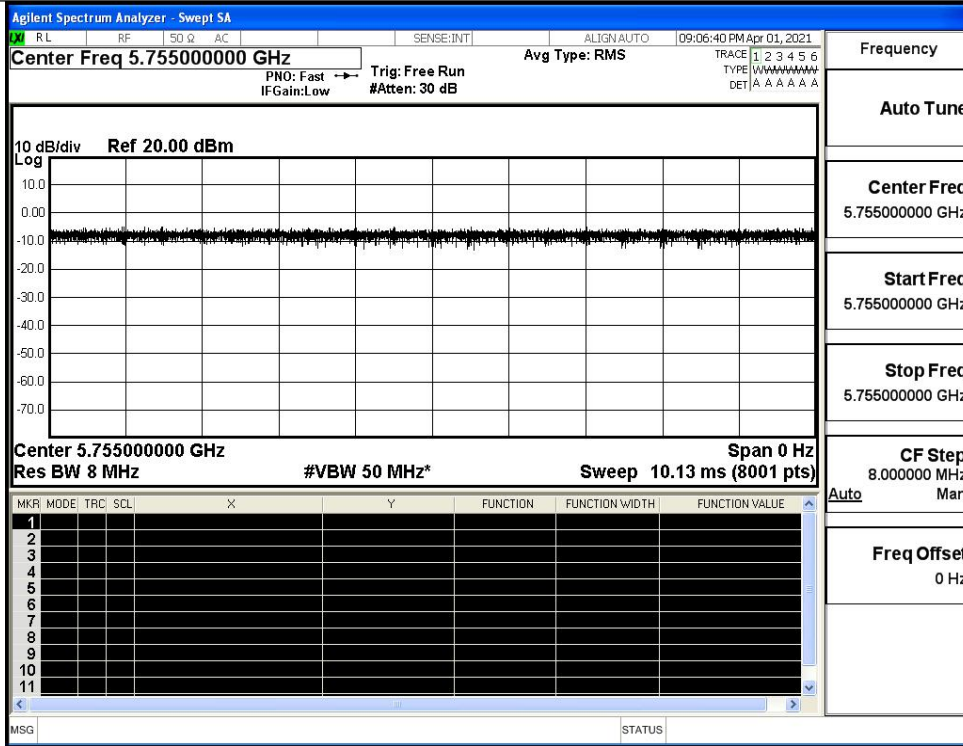 Agilent Spectrum Analyzer - Swept SA
LXI RL RF 50 Ω AC SENSE:INT ALIGNAUTO 09:06:40 PM Apr 01, 2021
Center Freq 5.755000000 GHz
PNO: Fast
IFGain:Low
Trig: Free Run
#Atten: 30 dB
Avg Type: RMS
TRACE 1 2 3 4 5 6
TYPE WWWWWW
DET A A A A A A
10 dB/div Ref 20.00 dBm
Log
10.0
0.00
-10.0
-20.0
-30.0
-40.0
-50.0
-60.0
-70.0
Center 5.755000000 GHz Span 0 Hz
Res BW 8 MHz #VBW 50 MHz* Sweep 10.13 ms (8001 pts)
MKR MODE TRC SCL X Y FUNCTION FUNCTION WIDTH FUNCTION VALUE
1
2
3
4
5
6
7
8
9
10
11
MSG STATUS
Frequency
Auto Tune
Center Freq
5.755000000 GHz
Start Freq
5.755000000 GHz
Stop Freq
5.755000000 GHz
CF Step
8.000000 MHz
Auto Man
Freq Offset
0 Hz